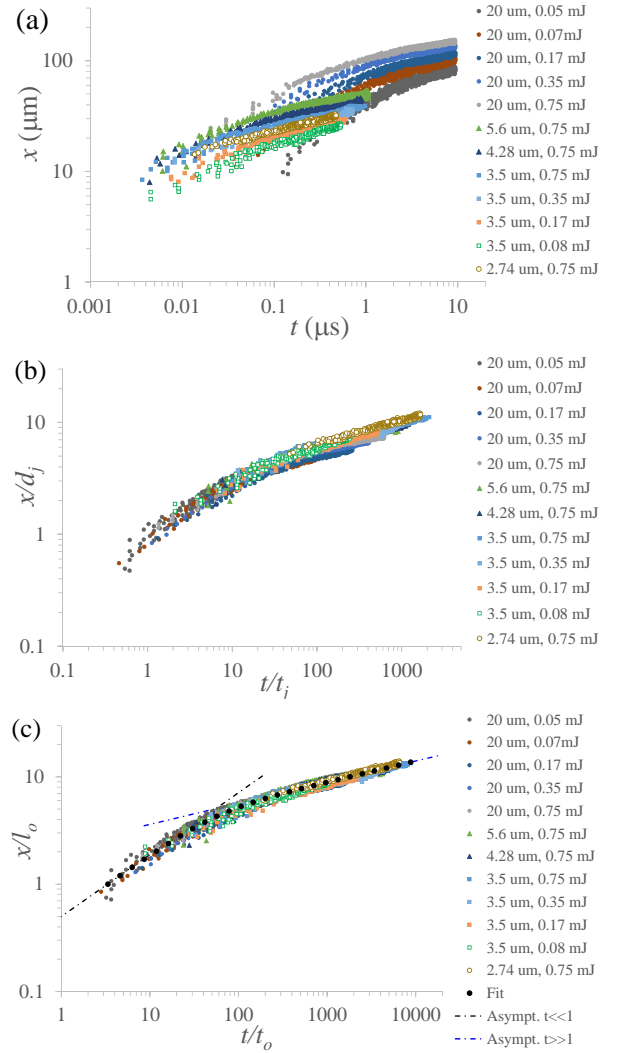 (a)
100
10
1
0.001
0.01
0.1
1
10
x (μm)
t (μs)
20 um, 0.05 mJ
20 um, 0.07mJ
20 um, 0.17 mJ
20 um, 0.35 mJ
20 um, 0.75 mJ
5.6 um, 0.75 mJ
4.28 um, 0.75 mJ
3.5 um, 0.75 mJ
3.5 um, 0.35 mJ
3.5 um, 0.17 mJ
3.5 um, 0.08 mJ
2.74 um, 0.75 mJ
(b)
10
1
0.1
0.1
1
10
100
1000
x/d_j
t/t_j
20 um, 0.05 mJ
20 um, 0.07mJ
20 um, 0.17 mJ
20 um, 0.35 mJ
20 um, 0.75 mJ
5.6 um, 0.75 mJ
4.28 um, 0.75 mJ
3.5 um, 0.75 mJ
3.5 um, 0.35 mJ
3.5 um, 0.17 mJ
3.5 um, 0.08 mJ
2.74 um, 0.75 mJ
(c)
10
1
0.1
1
10
100
1000
10000
x/l_o
t/t_o
20 um, 0.05 mJ
20 um, 0.07mJ
20 um, 0.17 mJ
20 um, 0.35 mJ
20 um, 0.75 mJ
5.6 um, 0.75 mJ
4.28 um, 0.75 mJ
3.5 um, 0.75 mJ
3.5 um, 0.35 mJ
3.5 um, 0.17 mJ
3.5 um, 0.08 mJ
2.74 um, 0.75 mJ
Fit
Asympt. t<<1
Asympt. t>>1